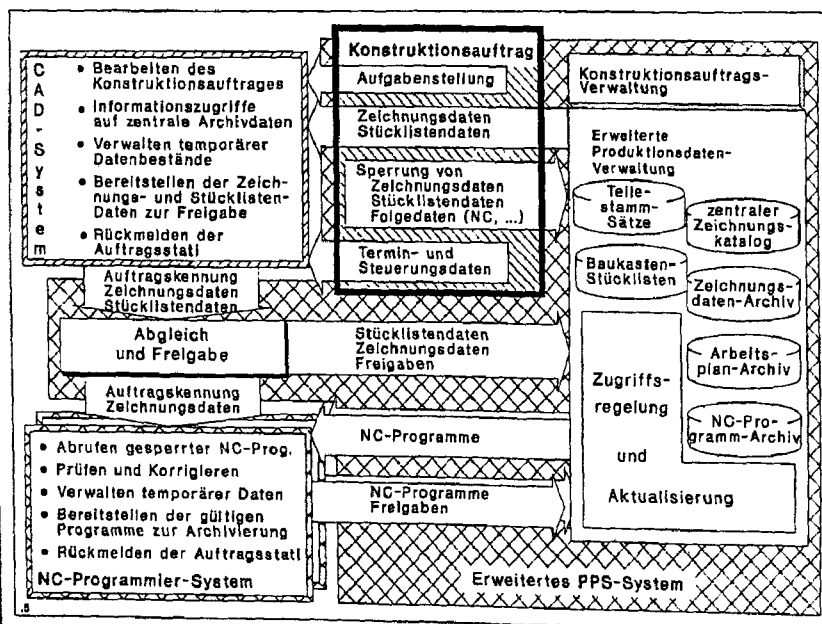 CAD-System
• Bearbeiten des
Konstruktionsauftrages
• Informationszugriffe
auf zentrale Archivdaten
• Verwalten temporärer
Datenbestände
• Bereitstellen der Zeich-
nungs- und Stücklisten-
Daten zur Freigabe
• Rückmelden der
Auftragsstati
Konstruktionsauftrag
Aufgabenstellung
Zeichnungsdaten
Stücklistendaten
Sperrung von
Zeichnungsdaten
Stücklistendaten
Folgedaten (NC, ...)
Termin- und
Steuerungsdaten
Konstruktionsauftrags-
Verwaltung
Erweiterte
Produktionsdaten-
Verwaltung
Teile-
stamm-
Sätze
zentraler
Zeichnungs-
katalog
Baukasten-
Stücklisten
Zeichnungs-
daten-Archiv
Arbeits-
plan-Archiv
NC-Pro-
gramm-Archiv
Zugriffs-
regelung
und
Aktualisierung
Auftragskennung
Zeichnungsdaten
Stücklistendaten
Abgleich
und Freigabe
Stücklistendaten
Zeichnungsdaten
Freigaben
Auftragskennung
Zeichnungsdaten
NC-Programme
• Abrufen gesperrter NC-Prog.
• Prüfen und Korrigieren
• Verwalten temporärer Daten
• Bereitstellen der gültigen
Programme zur Archivierung
• Rückmelden der Auftragsstati
NC-Programmier-System
NC-Programme
Freigaben
Erweitertes PPS-System
.5